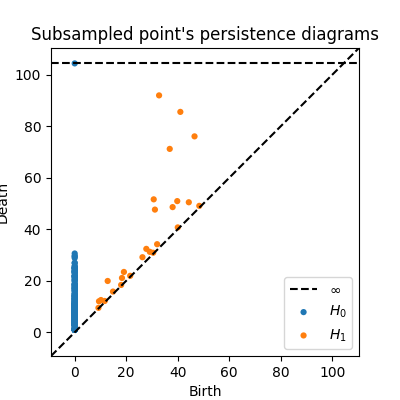 Subsampled point's persistence diagrams
100
80
60
40
20
0
Death
0 20 40 60 80 100
Birth
∞
H₀
H₁